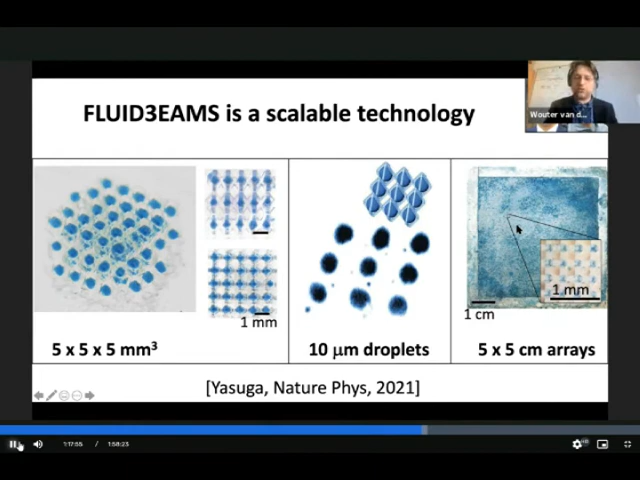 FLUID3EAMS is a scalable technology
Wouter van d...
1 mm
1 mm
1 cm
5 x 5 x 5 mm³
10 µm droplets
5 x 5 cm arrays
[Yasuga, Nature Phys, 2021]
1:17:55 / 1:58:23